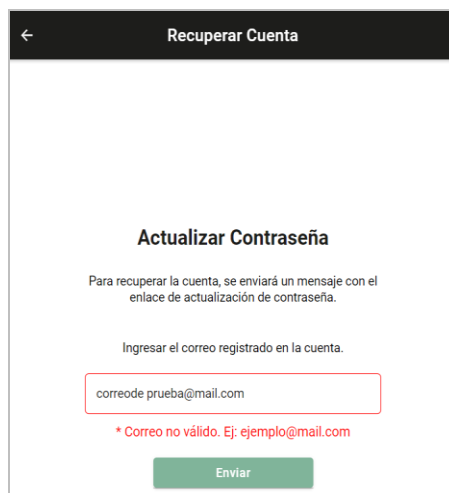 Recuperar Cuenta
Actualizar Contraseña
Para recuperar la cuenta, se enviará un mensaje con el
enlace de actualización de contraseña.
Ingresar el correo registrado en la cuenta.
correode prueba@mail.com
* Correo no válido. Ej: ejemplo@mail.com
Enviar